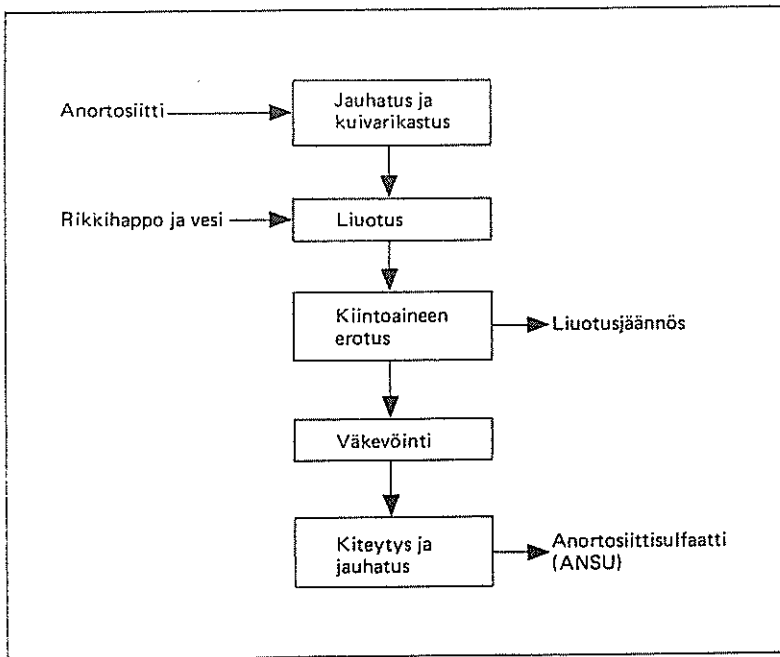 Anortosiitti
Jauhatus ja
kuivarikastus
Rikkihappo ja vesi
Liuotus
Kiintoaineen
erotus
Liuotusjäännös
Väkevöinti
Kiteytys ja
jauhatus
Anortosiittisulfaatti
(ANSU)